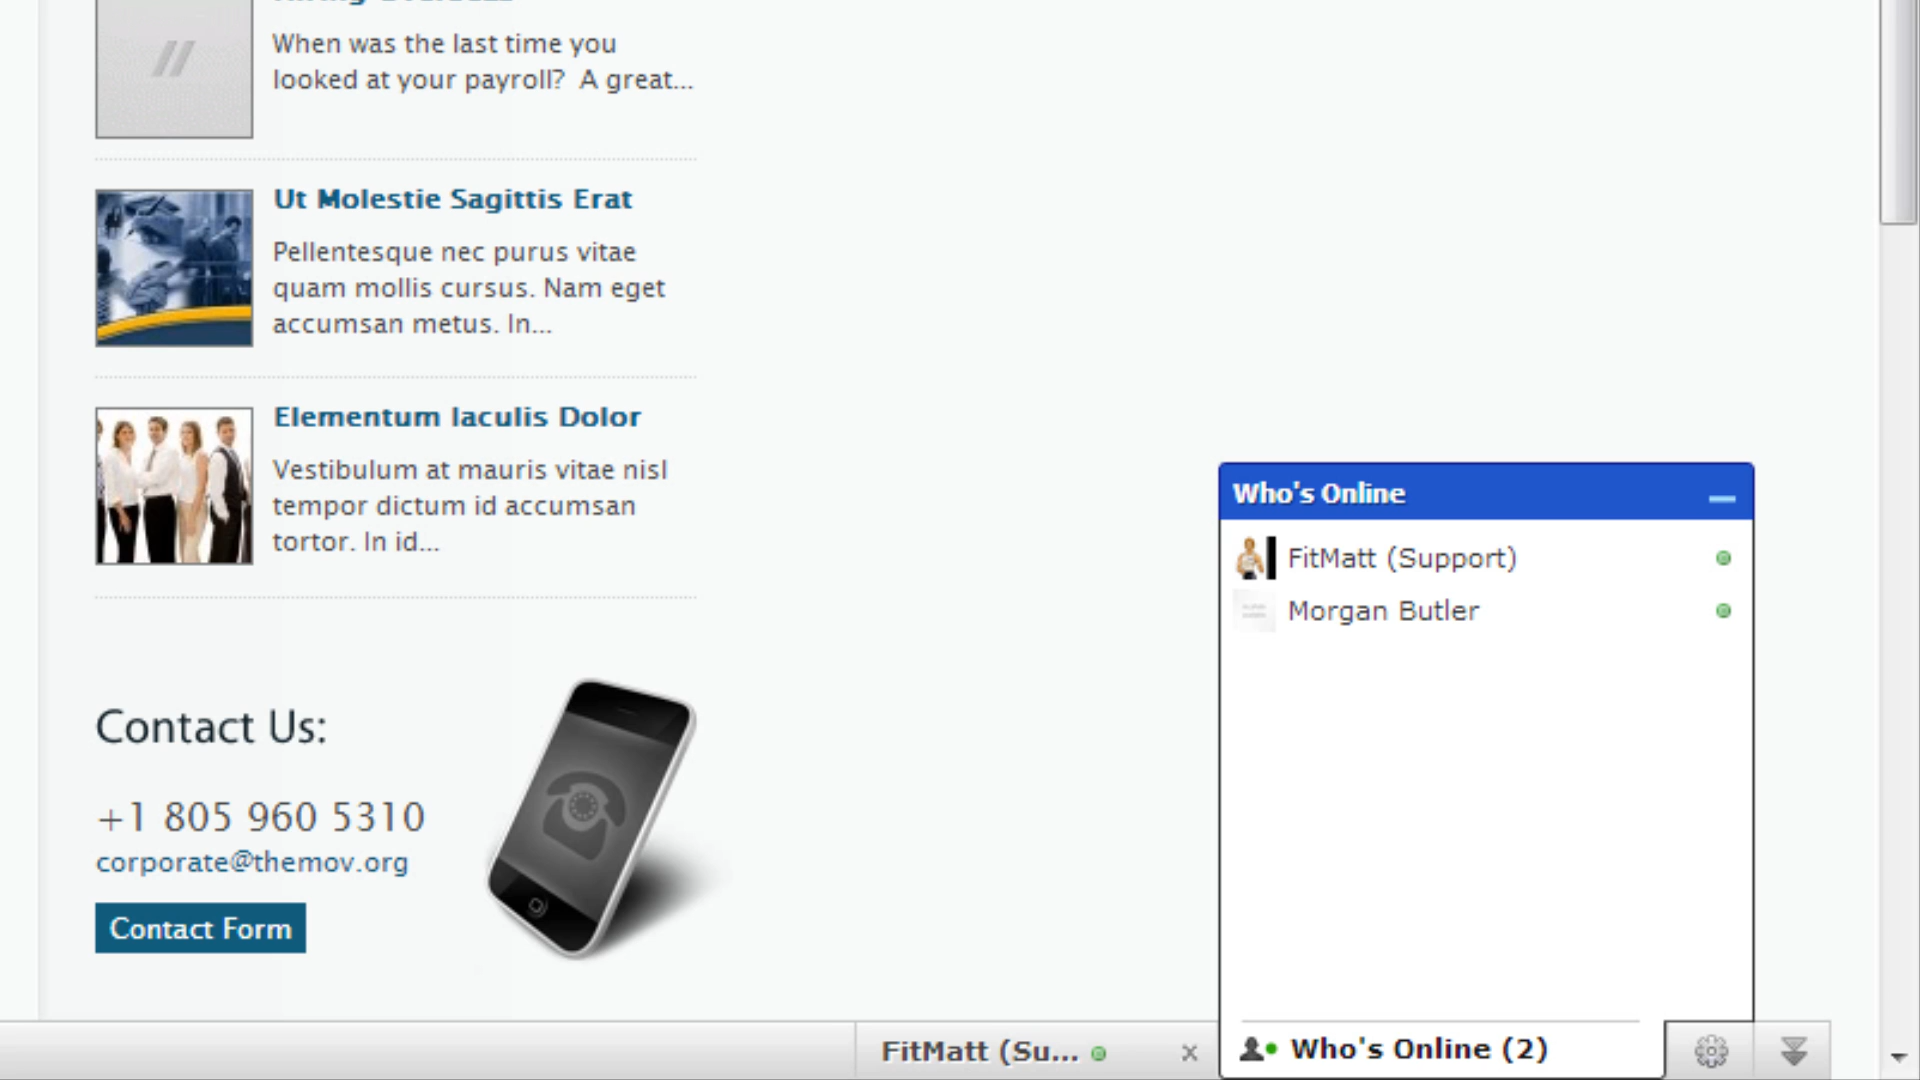 When was the last time you
looked at your payroll?  A great...
Ut Molestie Sagittis Erat
Pellentesque nec purus vitae
quam mollis cursus. Nam eget
accumsan metus. In...
Elementum Iaculis Dolor
Vestibulum at mauris vitae nisl
tempor dictum id accumsan
tortor. In id...
Contact Us:
+1 805 960 5310
corporate@themov.org
Contact Form
Who's Online
FitMatt (Support)
Morgan Butler
FitMatt (Su...
Who's Online (2)